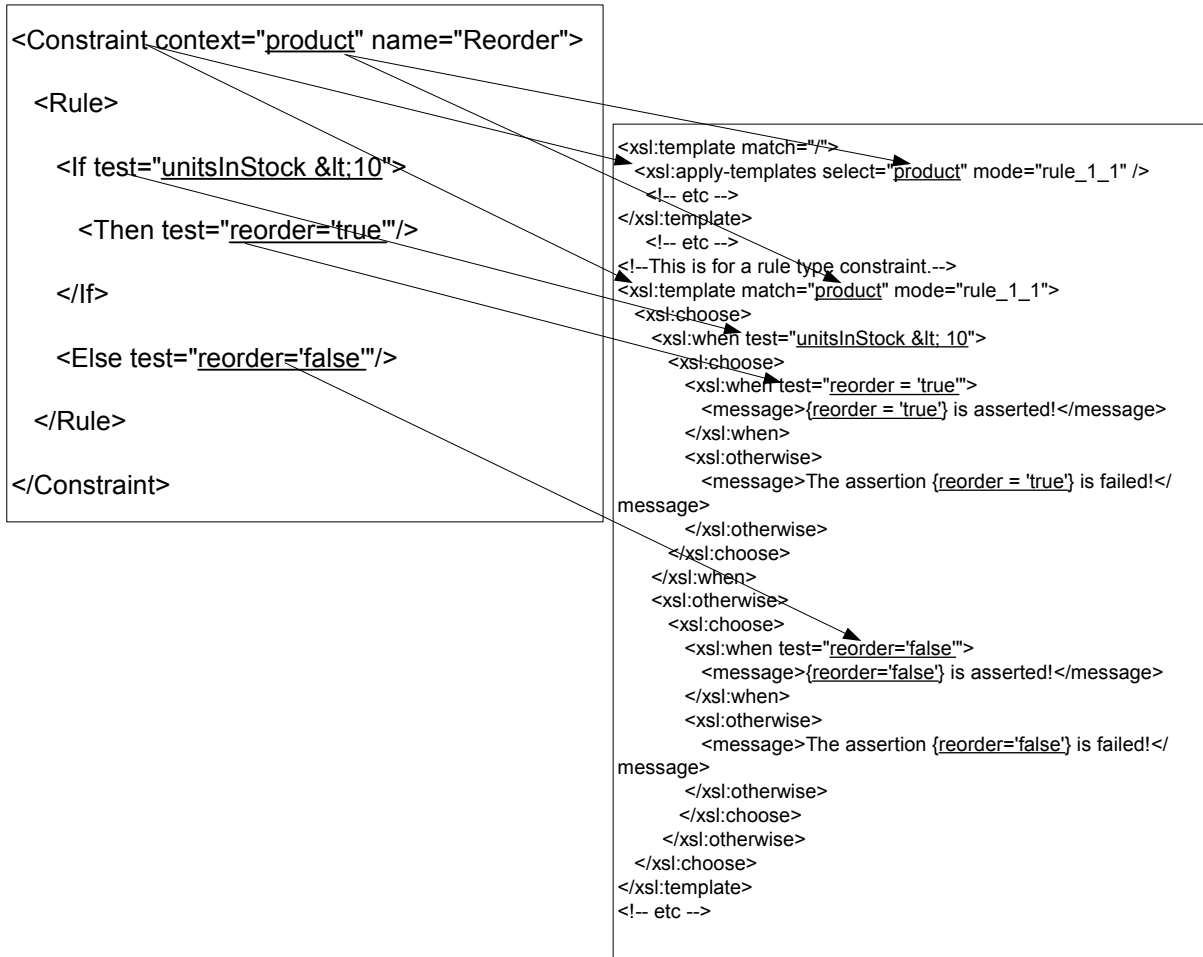 <Constraint context="product" name="Reorder">
<Rule>
<If test="unitsInStock &lt;10">
<Then test="reorder='true'"/>
</If>
<Else test="reorder='false'"/>
</Rule>
</Constraint>
<xsl:template match="/">
<xsl:apply-templates select="product" mode="rule_1_1" />
<!-- etc -->
</xsl:template>
<!-- etc -->
<!--This is for a rule type constraint.-->
<xsl:template match="product" mode="rule_1_1">
<xsl:choose>
<xsl:when test="unitsInStock &lt; 10">
<xsl:choose>
<xsl:when test="reorder = 'true'">
<message>{reorder = 'true'} is asserted!</message>
</xsl:when>
<xsl:otherwise>
<message>The assertion {reorder = 'true'} is failed!</
message>
</xsl:otherwise>
</xsl:choose>
</xsl:when>
<xsl:otherwise>
<xsl:choose>
<xsl:when test="reorder='false'">
<message>{reorder='false'} is asserted!</message>
</xsl:when>
<xsl:otherwise>
<message>The assertion {reorder='false'} is failed!</
message>
</xsl:otherwise>
</xsl:choose>
</xsl:otherwise>
</xsl:choose>
</xsl:template>
<!-- etc -->